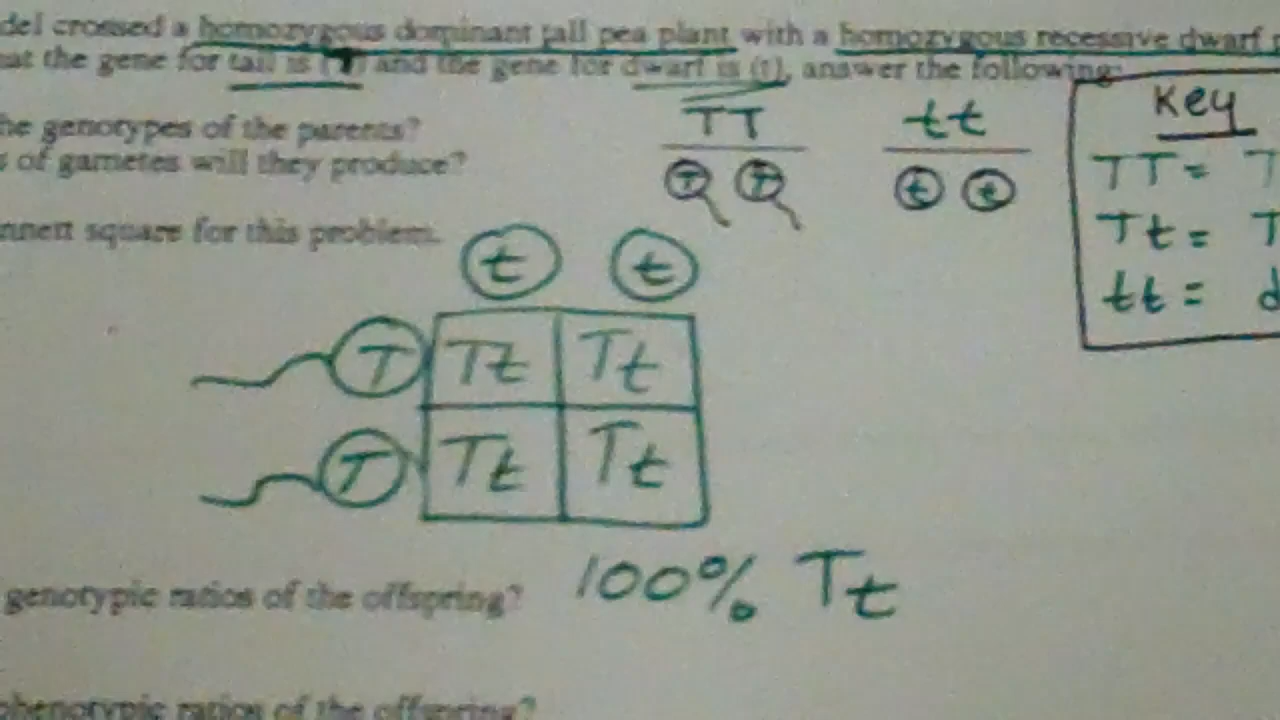 del crossed a homozygous dominant tall pea plant with a homozygous recessive dwarf p
hat the gene for tall is (T) and the gene for dwarf is (t), answer the following:
he genotypes of the parents?
s of gametes will they produce?
TT tt
T T t t
Key
TT = T
Tt = T
tt = d
nnett square for this problem.
t t
T Tt Tt
T Tt Tt
genotypic ratios of the offspring? 100% Tt
phenotypic ratios of the offspring?